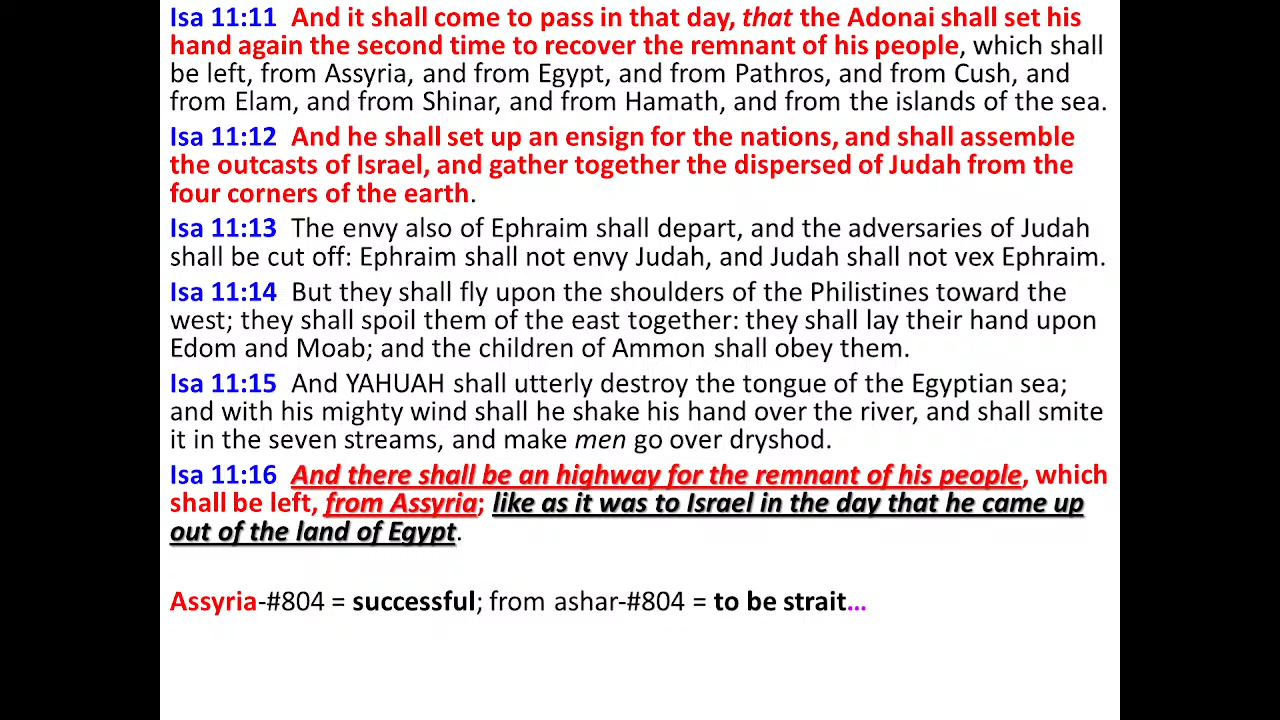 Isa 11:11 And it shall come to pass in that day, that the Adonai shall set his
hand again the second time to recover the remnant of his people, which shall
be left, from Assyria, and from Egypt, and from Pathros, and from Cush, and
from Elam, and from Shinar, and from Hamath, and from the islands of the sea.
Isa 11:12 And he shall set up an ensign for the nations, and shall assemble
the outcasts of Israel, and gather together the dispersed of Judah from the
four corners of the earth.
Isa 11:13 The envy also of Ephraim shall depart, and the adversaries of Judah
shall be cut off: Ephraim shall not envy Judah, and Judah shall not vex Ephraim.
Isa 11:14 But they shall fly upon the shoulders of the Philistines toward the
west; they shall spoil them of the east together: they shall lay their hand upon
Edom and Moab; and the children of Ammon shall obey them.
Isa 11:15 And YAHUAH shall utterly destroy the tongue of the Egyptian sea;
and with his mighty wind shall he shake his hand over the river, and shall smite
it in the seven streams, and make men go over dryshod.
Isa 11:16 And there shall be an highway for the remnant of his people, which
shall be left, from Assyria; like as it was to Israel in the day that he came up
out of the land of Egypt.
Assyria-#804 = successful; from ashar-#804 = to be strait...